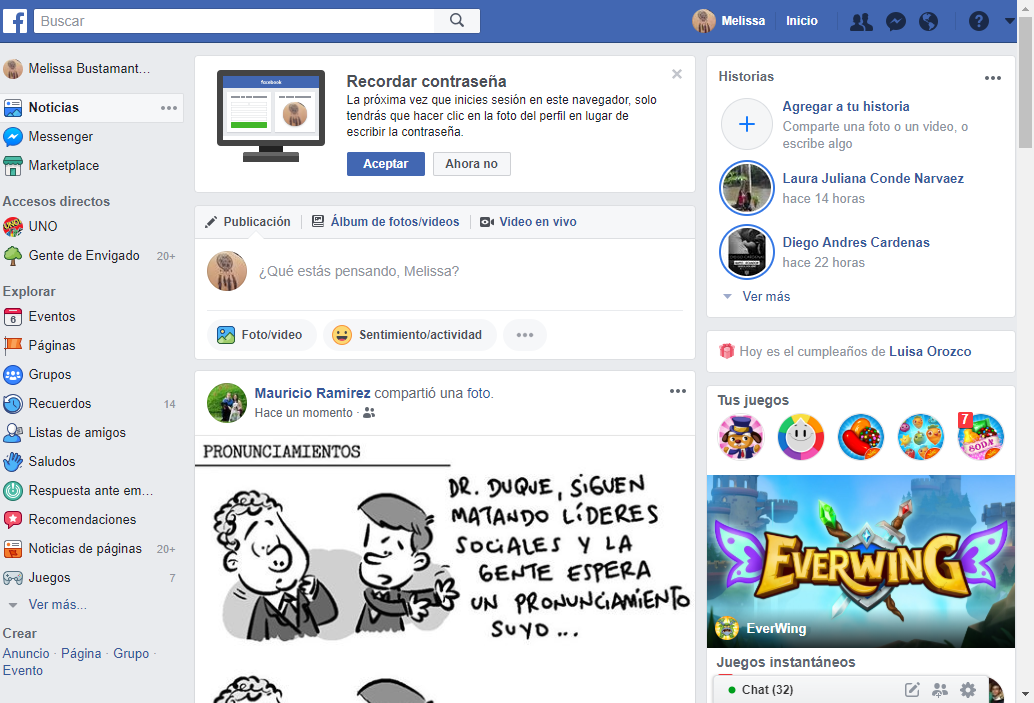 Buscar
Melissa
Inicio
Melissa Bustamant...
Noticias
Messenger
Marketplace
Accesos directos
UNO
Gente de Envigado 20+
Explorar
6
Eventos
Páginas
Grupos
Recuerdos 14
Listas de amigos
Saludos
Respuesta ante em...
Recomendaciones
Noticias de páginas 20+
Juegos 7
Ver más...
Crear
Anuncio · Página · Grupo ·
Evento
facebook
Recordar contraseña
La próxima vez que inicies sesión en este navegador, solo
tendrás que hacer clic en la foto del perfil en lugar de
escribir la contraseña.
Aceptar
Ahora no
Publicación
Álbum de fotos/videos
Video en vivo
¿Qué estás pensando, Melissa?
Foto/video
Sentimiento/actividad
Mauricio Ramirez compartió una foto.
Hace un momento ·
PRONUNCIAMIENTOS
DR. DUQUE, SIGUEN
MATANDO LÍDERES
SOCIALES Y LA
GENTE ESPERA
UN PRONUNCIAMIENTO
SUYO...
Historias
Agregar a tu historia
Comparte una foto o un video, o
escribe algo
Laura Juliana Conde Narvaez
hace 14 horas
Diego Andres Cardenas
hace 22 horas
Ver más
Hoy es el cumpleaños de Luisa Orozco
Tus juegos
7
SODA
EVERWING
EverWing
Juegos instantáneos
Chat (32)